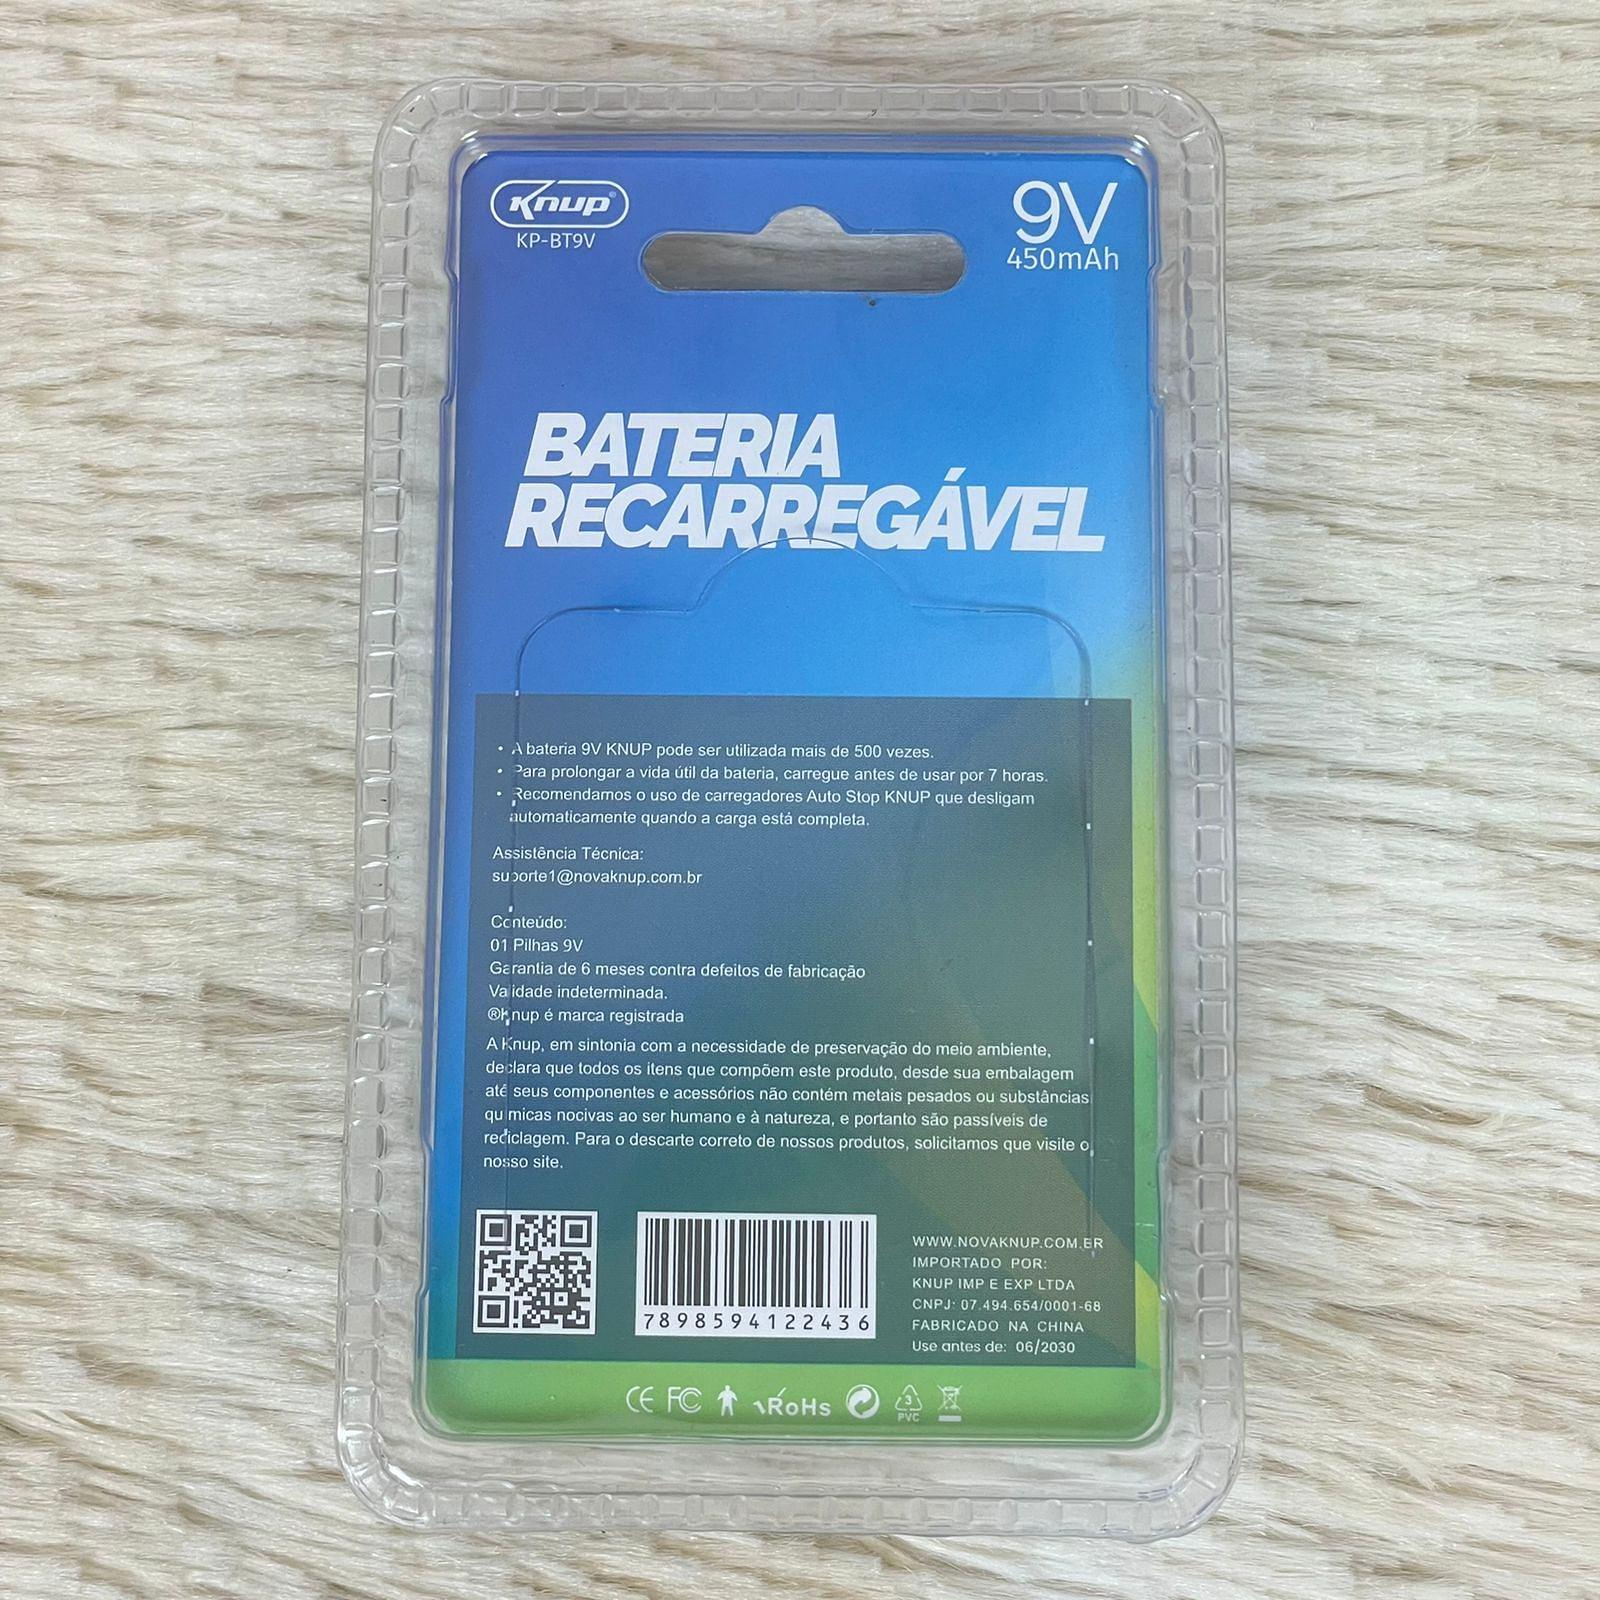 Knup®
KP-BT9V
9V
450mAh
BATERIA
RECARREGÁVEL
• A bateria 9V KNUP pode ser utilizada mais de 500 vezes.
• Para prolongar a vida útil da bateria, carregue antes de usar por 7 horas.
• Recomendamos o uso de carregadores Auto Stop KNUP que desligam
automaticamente quando a carga está completa.
Assistência Técnica:
suporte1@novaknup.com.br
Conteúdo:
01 Pilhas 9V
Garantia de 6 meses contra defeitos de fabricação
Validade indeterminada.
®Knup é marca registrada
A Knup, em sintonia com a necessidade de preservação do meio ambiente,
declara que todos os itens que compõem este produto, desde sua embalagem
até seus componentes e acessórios não contém metais pesados ou substâncias
químicas nocivas ao ser humano e à natureza, e portanto são passíveis de
reciclagem. Para o descarte correto de nossos produtos, solicitamos que visite o
nosso site.
7898594122436
WWW.NOVAKNUP.COM.BR
IMPORTADO POR:
KNUP IMP E EXP LTDA
CNPJ: 07.494.654/0001-68
FABRICADO NA CHINA
Use antes de: 06/2030
CE FC RoHs 3
PVC